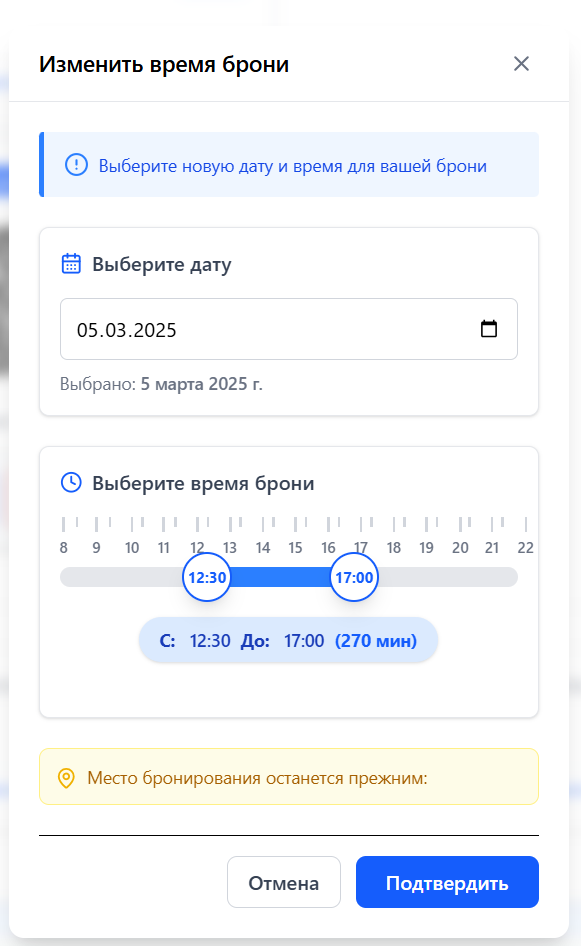 Изменить время брони
Выберите новую дату и время для вашей брони
Выберите дату
05.03.2025
Выбрано: 5 марта 2025 г.
Выберите время брони
8 9 10 11 12 13 14 15 16 17 18 19 20 21 22
12:30 17:00
С: 12:30 До: 17:00 (270 мин)
Место бронирования останется прежним:
Отмена Подтвердить